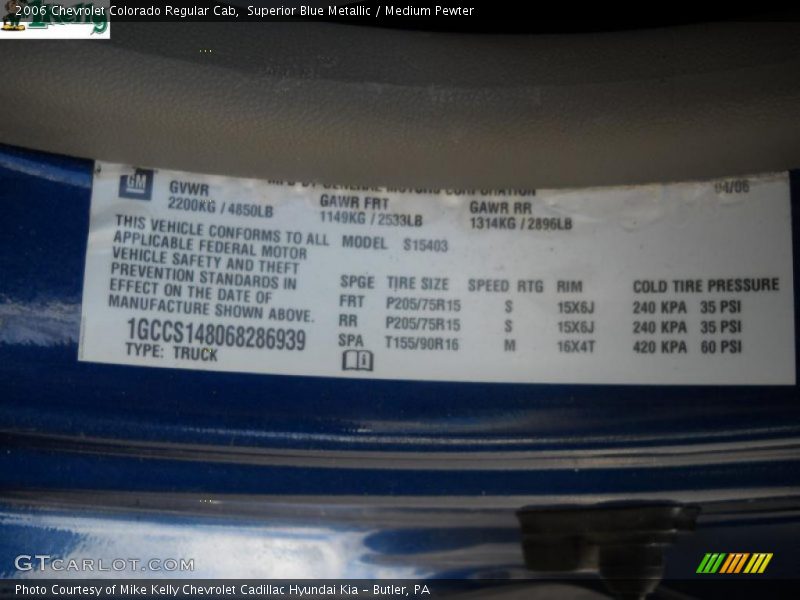 2006 Chevrolet Colorado Regular Cab,  Superior Blue Metallic / Medium Pewter
GM
MFD BY GENERAL MOTORS CORPORATION
04/06
GVWR
2200KG / 4850LB
GAWR FRT
1149KG / 2533LB
GAWR RR
1314KG / 2896LB
THIS VEHICLE CONFORMS TO ALL
APPLICABLE FEDERAL MOTOR
VEHICLE SAFETY AND THEFT
PREVENTION STANDARDS IN
EFFECT ON THE DATE OF
MANUFACTURE SHOWN ABOVE.
1GCCS148068286939
TYPE: TRUCK
MODEL S15403
SPGE TIRE SIZE SPEED RTG RIM COLD TIRE PRESSURE
FRT P205/75R15 S 15X6J 240 KPA 35 PSI
RR P205/75R15 S 15X6J 240 KPA 35 PSI
SPA T155/90R16 M 16X4T 420 KPA 60 PSI
GTCARLOT.COM
Photo Courtesy of Mike Kelly Chevrolet Cadillac Hyundai Kia – Butler, PA